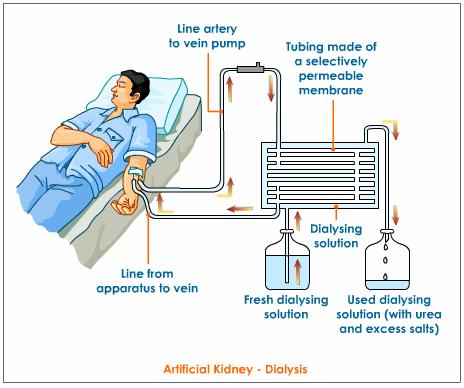 Line artery
to vein pump
Tubing made of
a selectively
permeable
membrane
Dialysing
solution
Line from
apparatus to vein
Fresh dialysing
solution
Used dialysing
solution (with urea
and excess salts)
Artificial Kidney - Dialysis